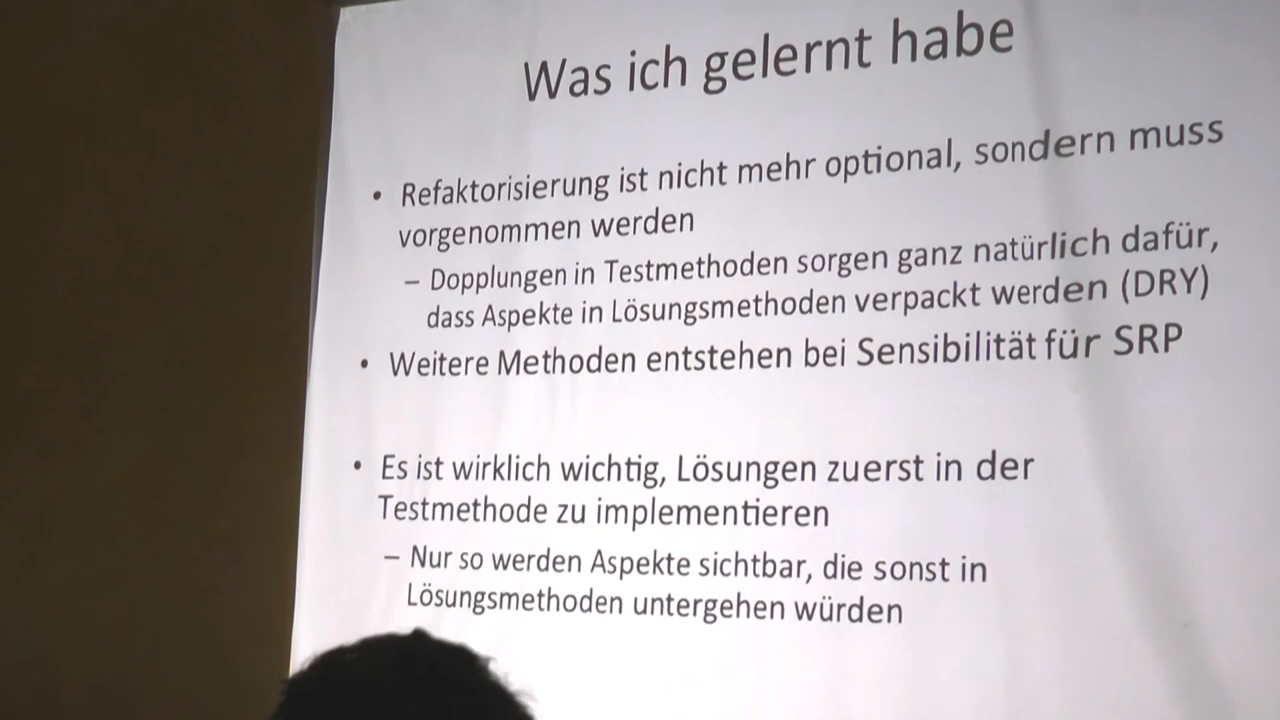 Was ich gelernt habe
• Refaktorisierung ist nicht mehr optional, sondern muss
vorgenommen werden
– Dopplungen in Testmethoden sorgen ganz natürlich dafür,
dass Aspekte in Lösungsmethoden verpackt werden (DRY)
• Weitere Methoden entstehen bei Sensibilität für SRP
• Es ist wirklich wichtig, Lösungen zuerst in der
Testmethode zu implementieren
– Nur so werden Aspekte sichtbar, die sonst in
Lösungsmethoden untergehen würden